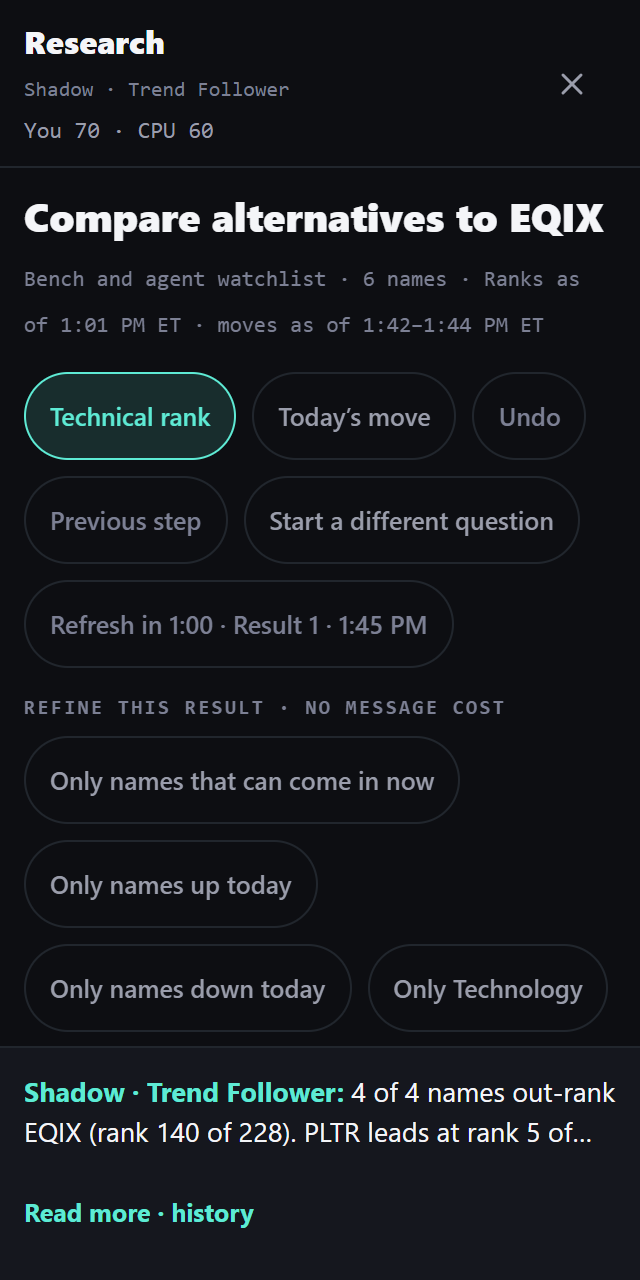 Research
Shadow · Trend Follower
You 70 · CPU 60
Compare alternatives to EQIX
Bench and agent watchlist · 6 names · Ranks as
of 1:01 PM ET · moves as of 1:42–1:44 PM ET
Technical rank
Today’s move
Undo
Previous step
Start a different question
Refresh in 1:00 · Result 1 · 1:45 PM
REFINE THIS RESULT · NO MESSAGE COST
Only names that can come in now
Only names up today
Only names down today
Only Technology
Shadow · Trend Follower: 4 of 4 names out-rank
EQIX (rank 140 of 228). PLTR leads at rank 5 of…
Read more · history